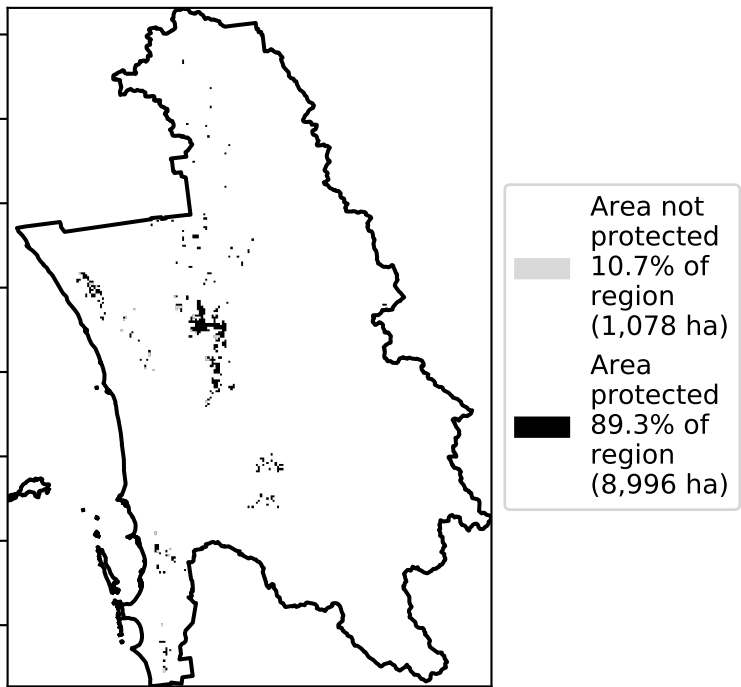 Area not
protected
10.7% of
region
(1,078 ha)
Area
protected
89.3% of
region
(8,996 ha)